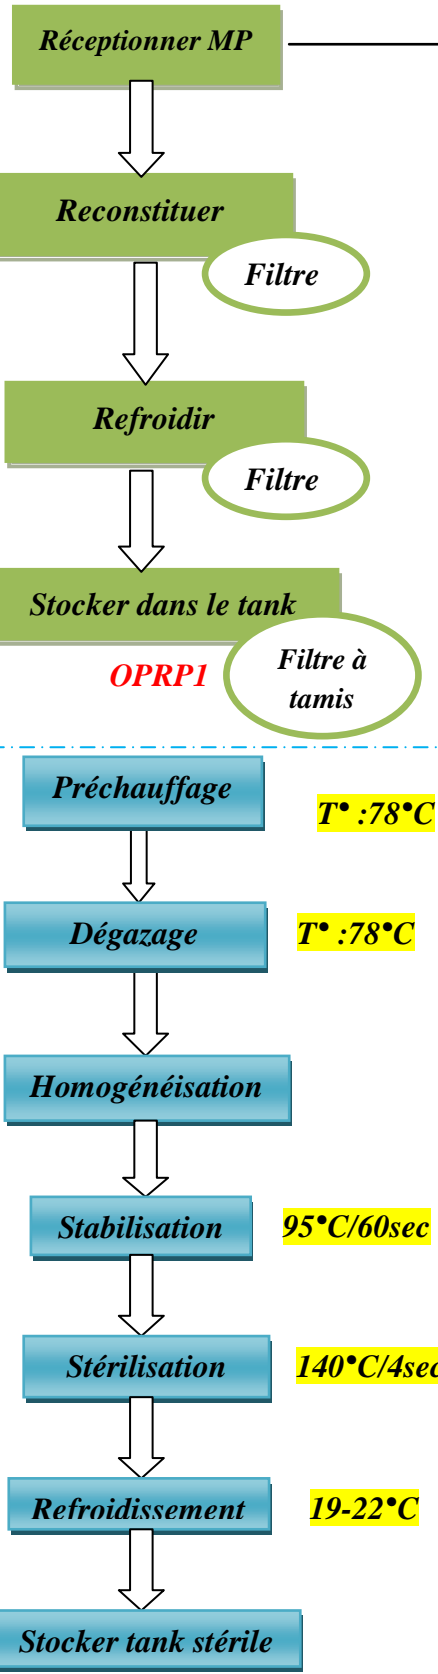 Réceptionner MP
Reconstituer
Filtre
Refroidir
Filtre
Stocker dans le tank
OPRP1
Filtre à
tamis
Préchauffage
T• :78•C
Dégazage
T• :78°C
Homogénéisation
Stabilisation
95•C/60sec
Stérilisation
140•C/4sec
Refroidissement
19-22•C
Stocker tank stérile